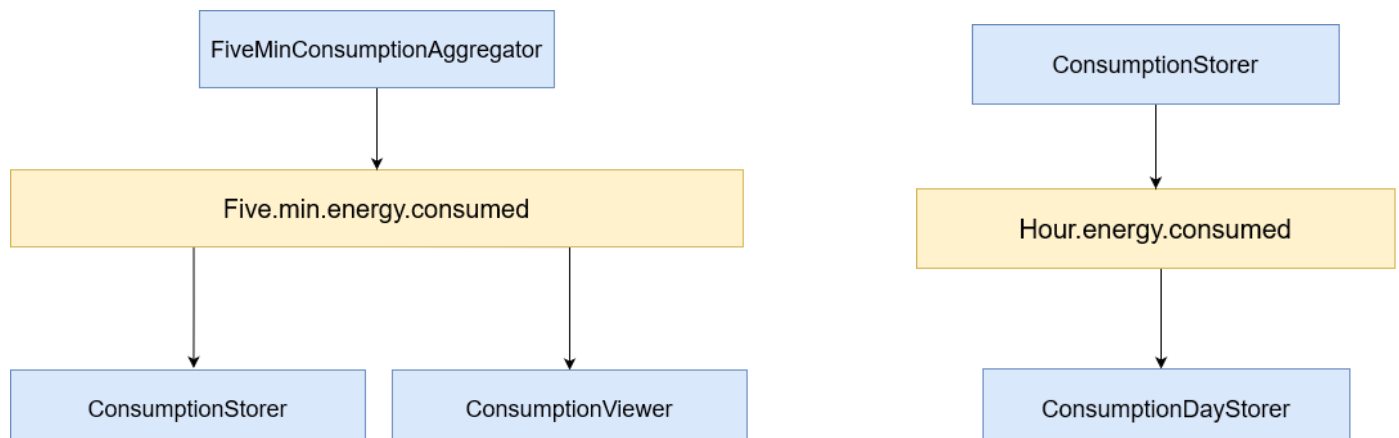 FiveMinConsumptionAggregator
Five.min.energy.consumed
ConsumptionStorer
ConsumptionViewer
ConsumptionStorer
Hour.energy.consumed
ConsumptionDayStorer